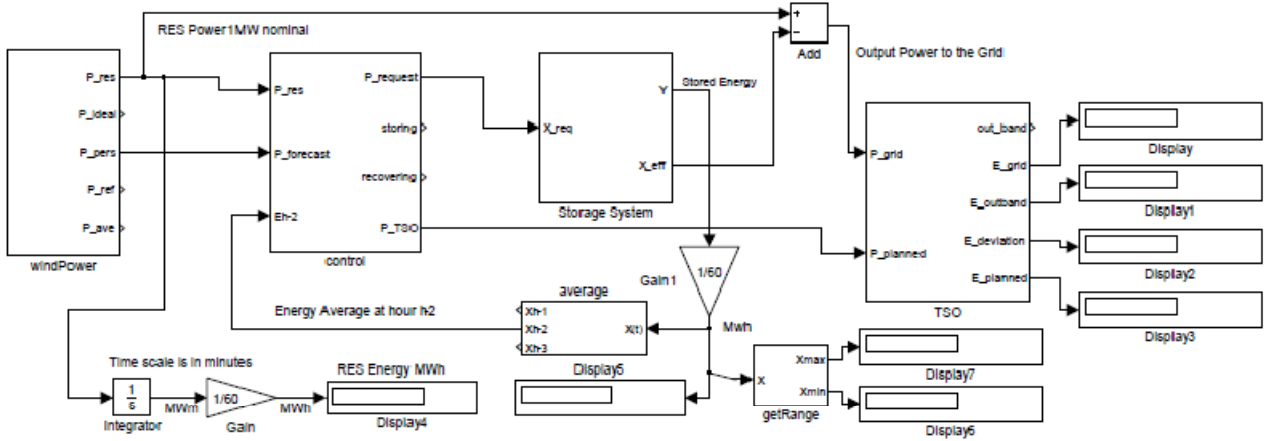 RES Power1MW nominal
+
−
Add
Output Power to the Grid
P_res
P_ideal
P_pers
P_ref
P_ave
windPower
P_res
P_forecast
Eh-2
P_request
storing
recovering
P_TSO
control
X_req
Y
X_eff
Storage System
Stored Energy
P_grid
P_planned
out_band
E_grid
E_outband
E_deviation
E_planned
TSO
Display
Display1
Display2
Display3
1/60
Gain1
Mwh
average
Xh-1
Xh-2
Xh-3
X(t)
Energy Average at hour h2
Display5
X
Xmax
Xmin
getRange
Display7
Display6
Time scale is in minutes
1
s
Integrator
MWm
1/60
Gain
MWh
RES Energy MWh
Display4